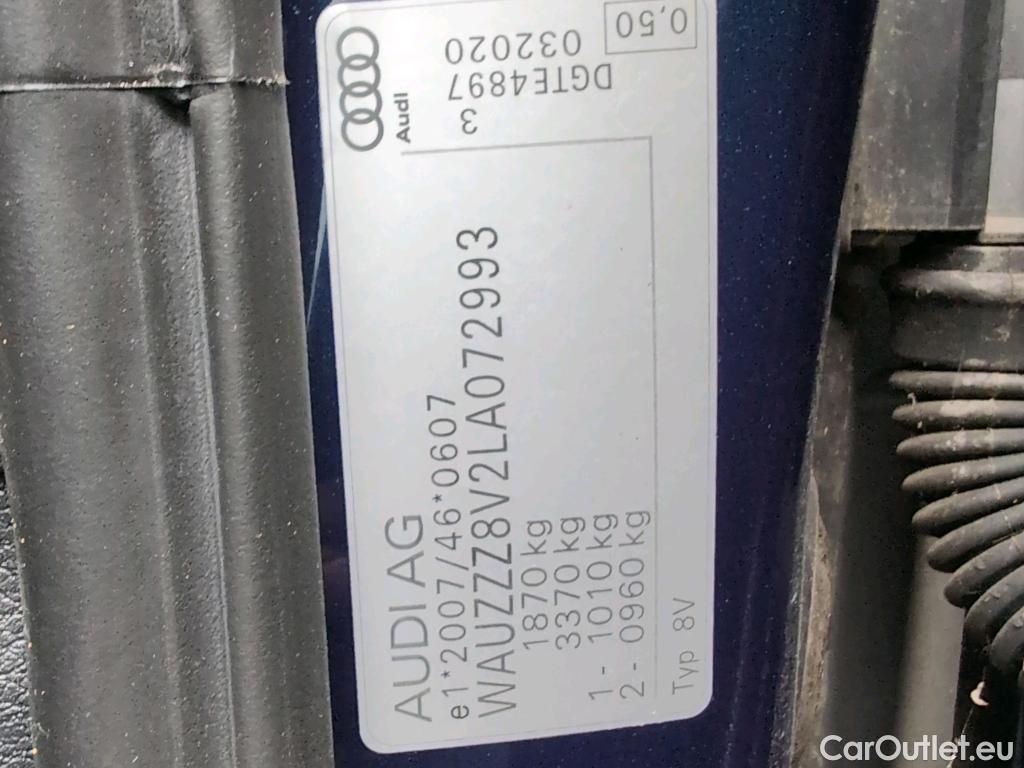 AUDI AG
e1*2007/46*0607
WAUZZZ8V2LA072993
1870 kg
3370 kg
1 - 1010 kg
2 - 0960 kg
Typ 8V
Audi
3
DGTE4897
032020
0,50
CarOutlet.eu